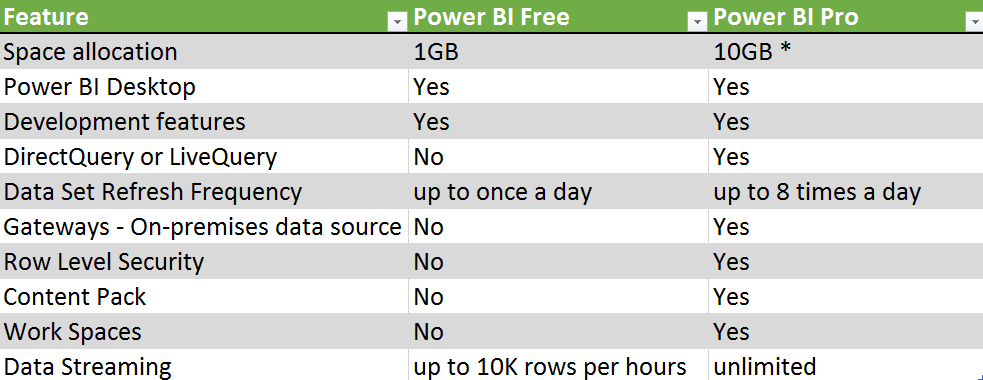 Feature Power BI Free Power BI Pro
Space allocation 1GB 10GB *
Power BI Desktop Yes Yes
Development features Yes Yes
DirectQuery or LiveQuery No Yes
Data Set Refresh Frequency up to once a day up to 8 times a day
Gateways - On-premises data source No Yes
Row Level Security No Yes
Content Pack No Yes
Work Spaces No Yes
Data Streaming up to 10K rows per hours unlimited